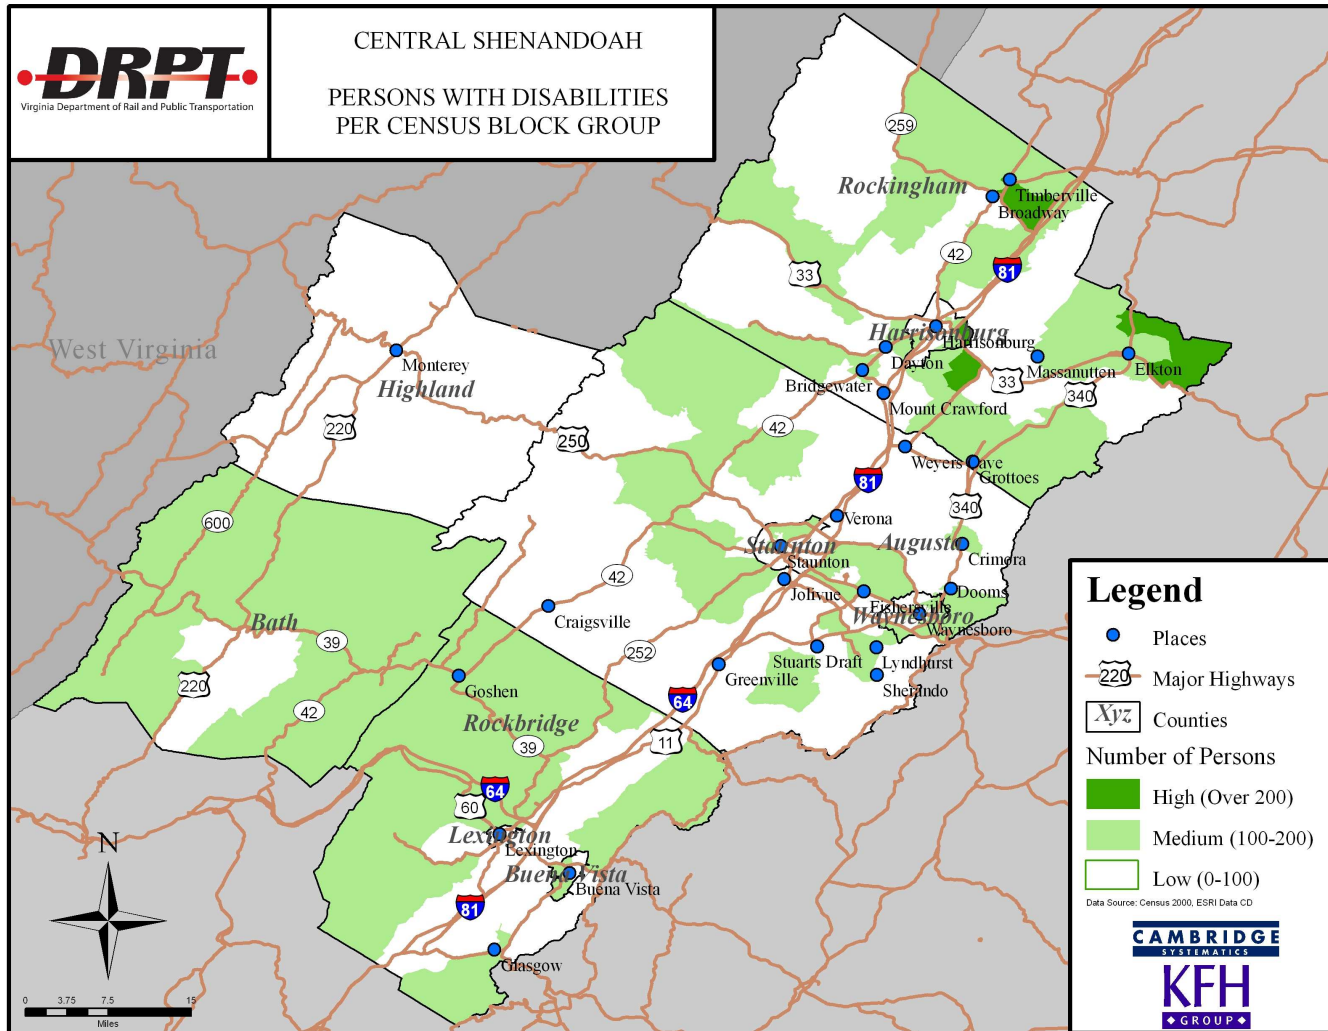 DRPT
Virginia Department of Rail and Public Transportation
CENTRAL SHENANDOAH
PERSONS WITH DISABILITIES
PER CENSUS BLOCK GROUP
259
Rockingham
Timberville
Broadway
42
81
33
Harrisonburg
Harrisonburg
Dayton
Massanutten
Elkton
Bridgewater
33
340
Mount Crawford
West Virginia
Monterey
Highland
220
250
42
Weyers Cave
Grottoes
81
340
600
Verona
Staunton
Augusta
Staunton
Crimora
Jolivue
42
Dooms
Fishersville
Waynesboro
Waynesboro
Craigsville
Bath
39
252
Stuarts Draft
Lyndhurst
Greenville
Sherando
220
Goshen
64
42
Rockbridge
39
11
64
60
Lexington
Lexington
Buena Vista
Buena Vista
81
Glasgow
N
0 3.75 7.5 15
Miles
Legend
Places
220 Major Highways
Xyz Counties
Number of Persons
High (Over 200)
Medium (100-200)
Low (0-100)
Data Source: Census 2000, ESRI Data CD
CAMBRIDGE
SYSTEMATICS
KFH
GROUP